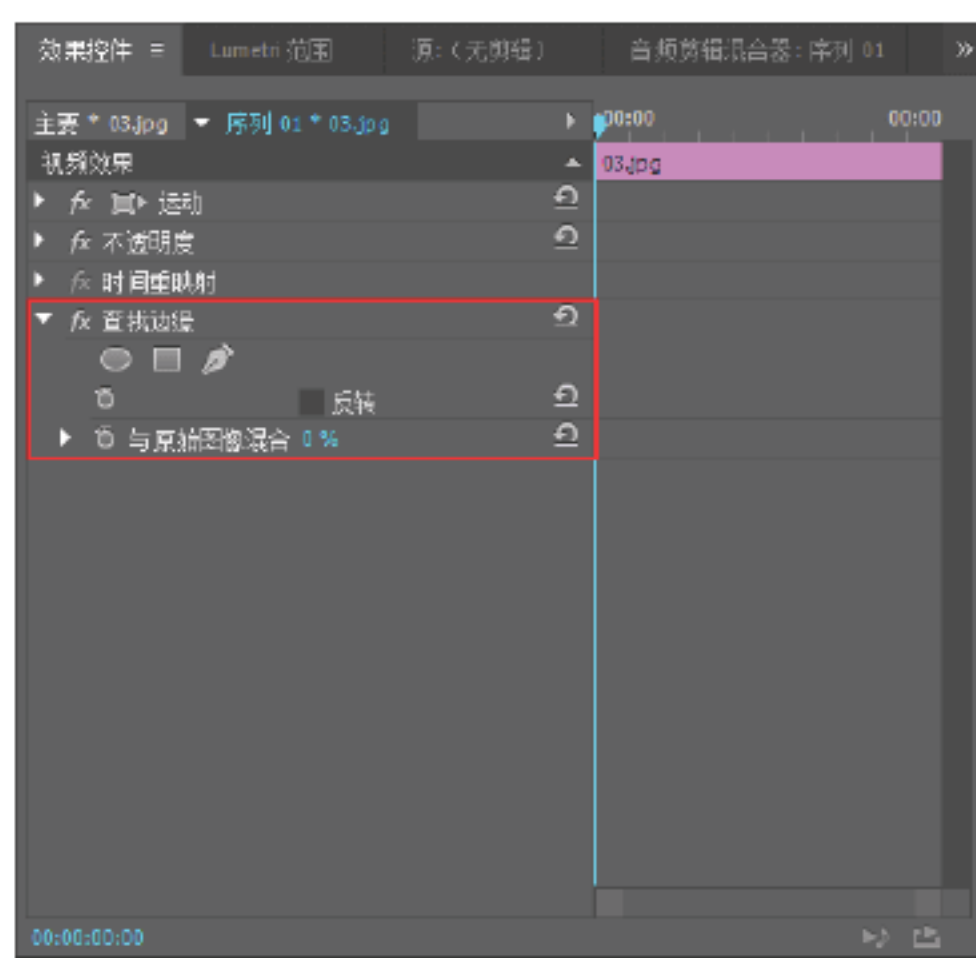 效果控件 Lumetri 范围 源:（无剪辑） 音频剪辑混合器: 序列 01 »
主要 * 03.jpg 序列 01 * 03.jpg 00:00 00:00
视频效果 03.jpg
fx 运动
fx 不透明度
fx 时间重映射
fx 查找边缘
反转
与原始图像混合 0 %
00:00:00:00